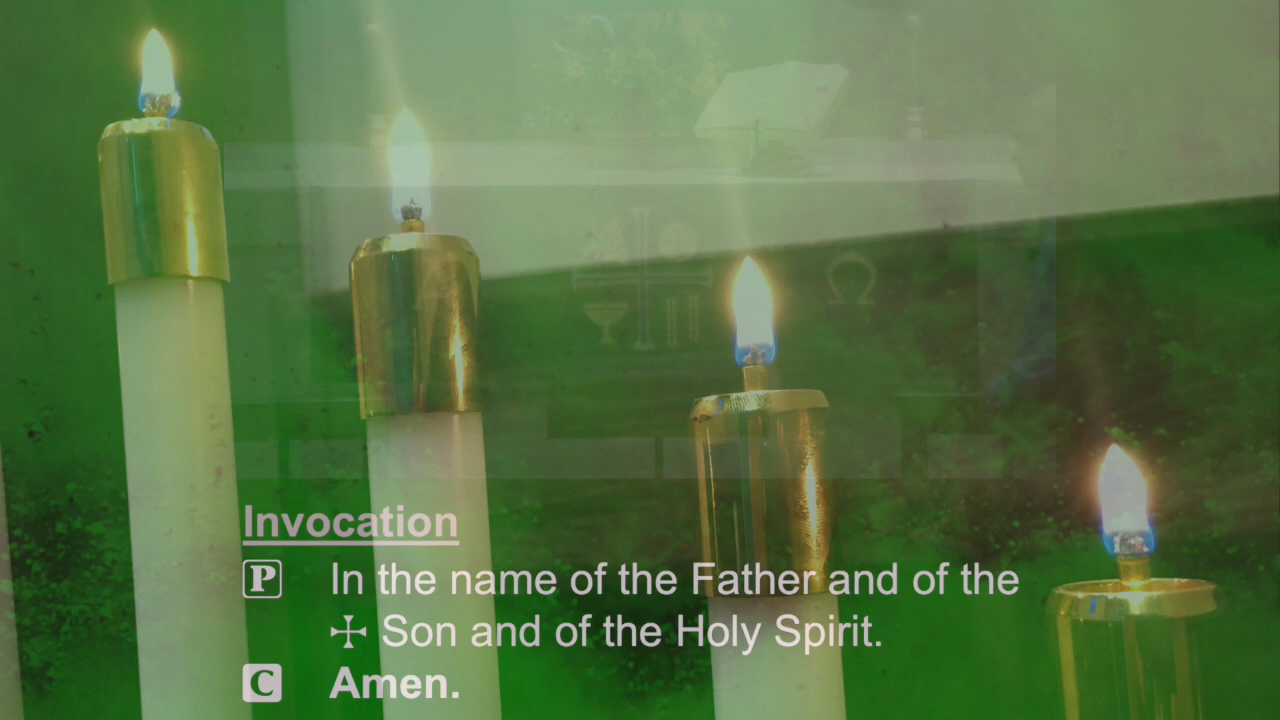 Invocation
P In the name of the Father and of the
☩ Son and of the Holy Spirit.
C Amen.
Ω